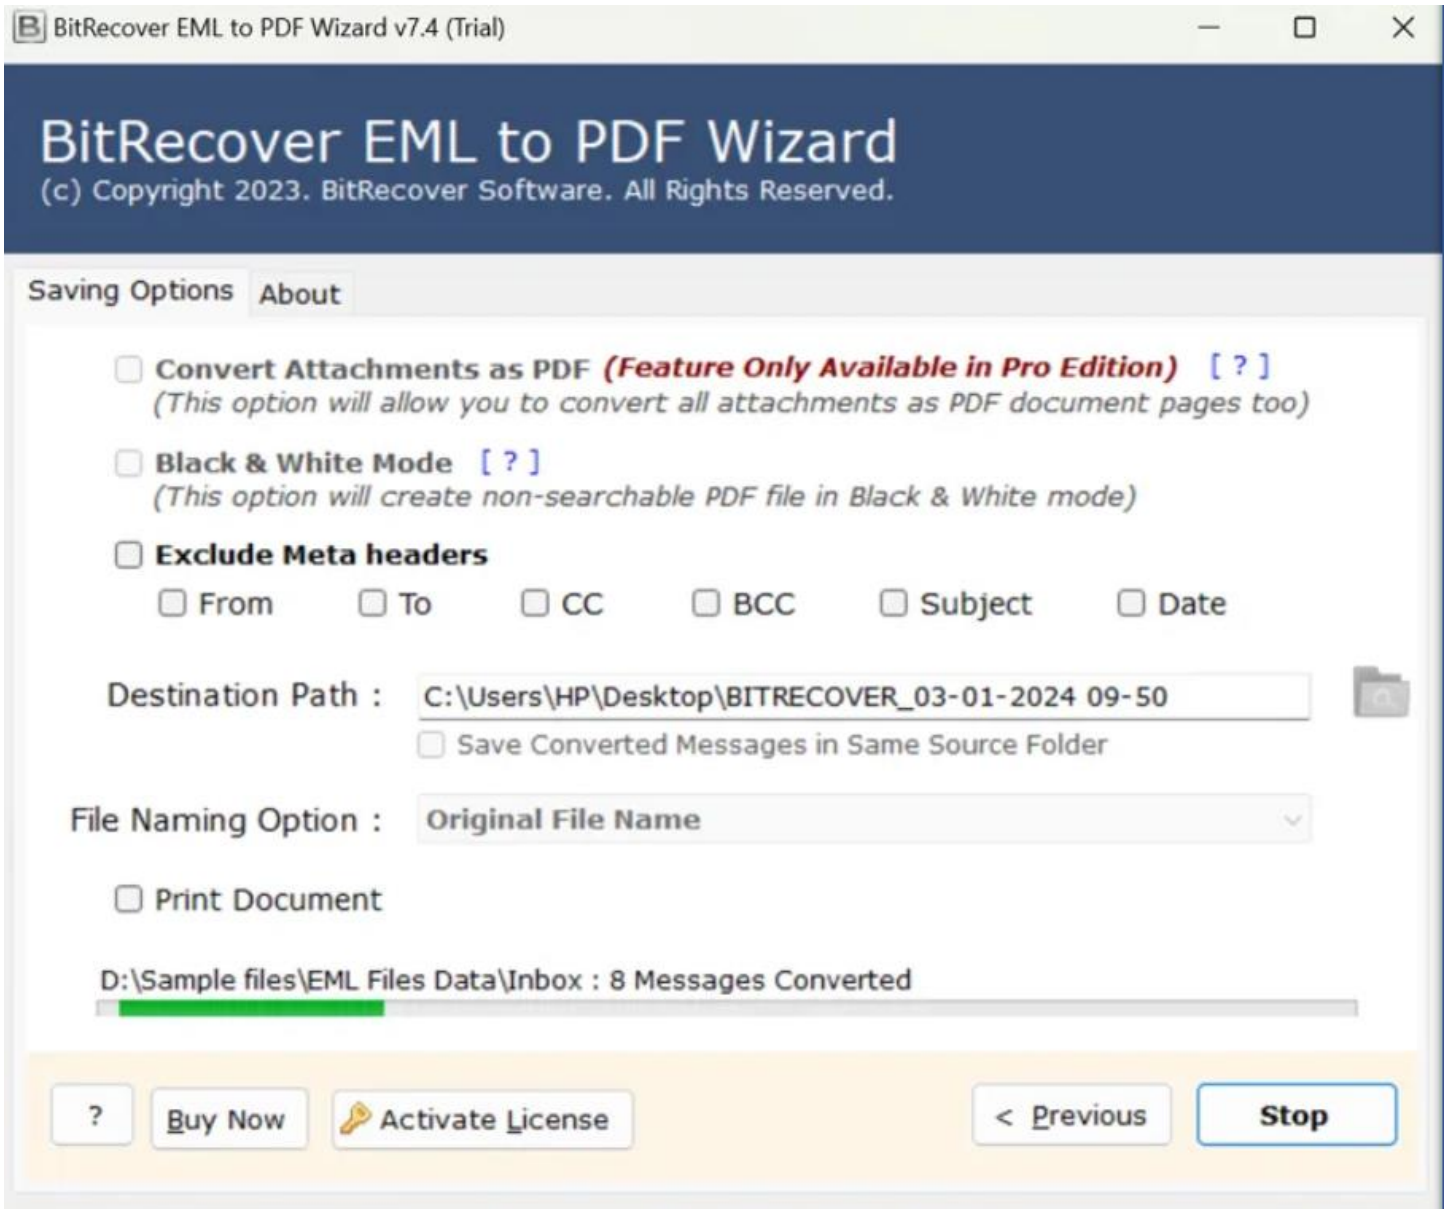 BitRecover EML to PDF Wizard v7.4 (Trial)
BitRecover EML to PDF Wizard
(c) Copyright 2023. BitRecover Software. All Rights Reserved.
Saving Options About
Convert Attachments as PDF (Feature Only Available in Pro Edition) [ ? ]
(This option will allow you to convert all attachments as PDF document pages too)
Black & White Mode [ ? ]
(This option will create non-searchable PDF file in Black & White mode)
Exclude Meta headers
From To CC BCC Subject Date
Destination Path : C:\Users\HP\Desktop\BITRECOVER_03-01-2024 09-50
Save Converted Messages in Same Source Folder
File Naming Option : Original File Name
Print Document
D:\Sample files\EML Files Data\Inbox : 8 Messages Converted
? Buy Now Activate License < Previous Stop